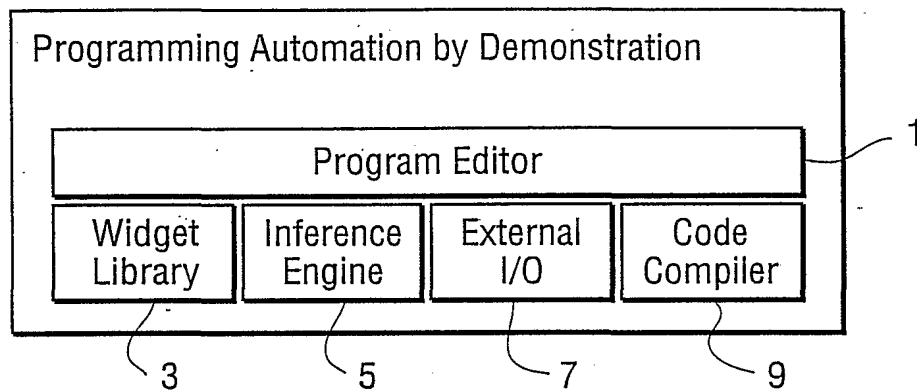 Programming Automation by Demonstration
Program Editor
1
Widget
Library
Inference
Engine
External
I/O
Code
Compiler
3
5
7
9